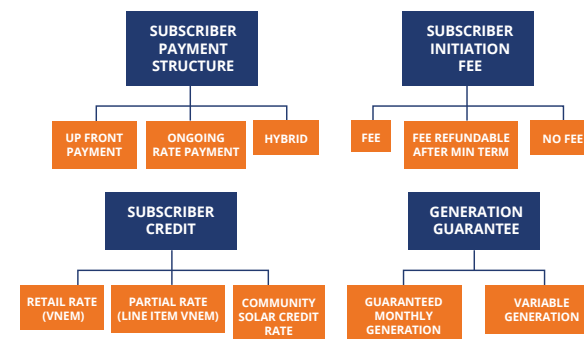 SUBSCRIBER
PAYMENT
STRUCTURE
UP FRONT
PAYMENT
ONGOING
RATE PAYMENT
HYBRID
SUBSCRIBER
INITIATION
FEE
FEE
FEE REFUNDABLE
AFTER MIN TERM
NO FEE
SUBSCRIBER
CREDIT
RETAIL RATE
(VNEM)
PARTIAL RATE
(LINE ITEM VNEM)
COMMUNITY
SOLAR CREDIT
RATE
GENERATION
GUARANTEE
GUARANTEED
MONTHLY
GENERATION
VARIABLE
GENERATION